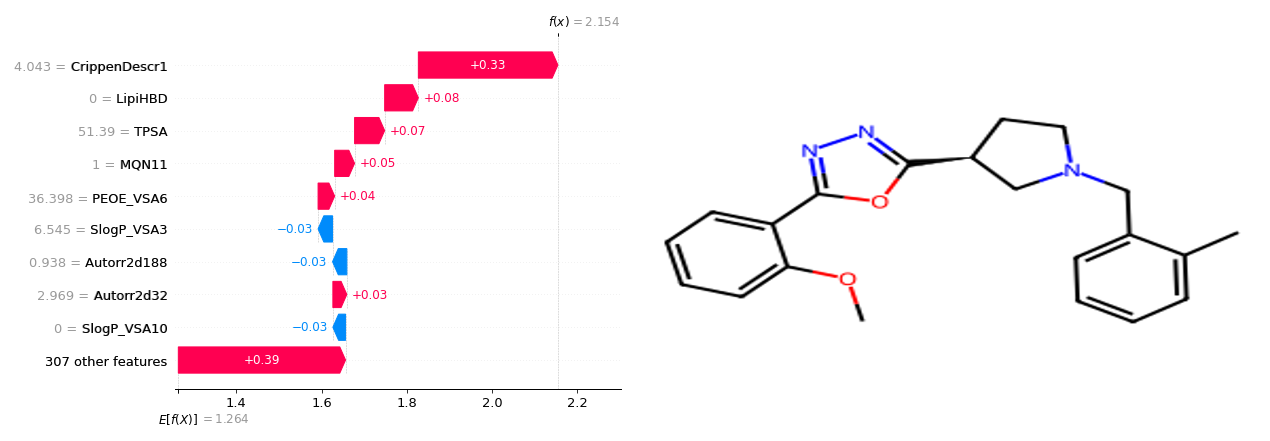 f(x) = 2.154
4.043 = CrippenDescr1 +0.33
0 = LipiHBD +0.08
51.39 = TPSA +0.07
1 = MQN11 +0.05
36.398 = PEOE_VSA6 +0.04
6.545 = SlogP_VSA3 −0.03
0.938 = Autorr2d188 −0.03
2.969 = Autorr2d32 +0.03
0 = SlogP_VSA10 −0.03
307 other features +0.39
1.4 1.6 1.8 2.0 2.2
E[f(X)] = 1.264
N
N
O
N
O